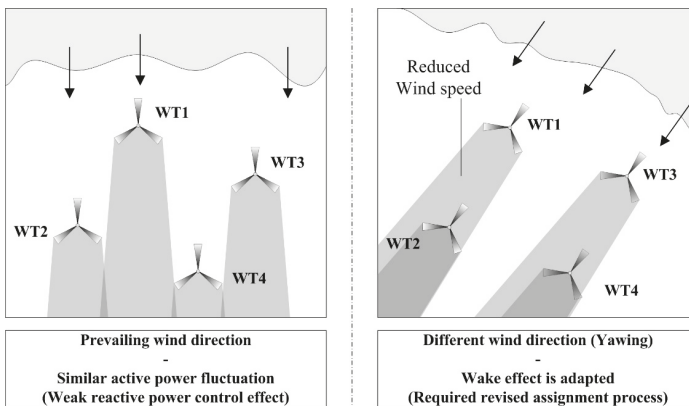 WT1
WT3
WT2
WT4
Prevailing wind direction
-
Similar active power fluctuation
(Weak reactive power control effect)
Reduced
Wind speed
WT1
WT3
WT2
WT4
Different wind direction (Yawing)
-
Wake effect is adapted
(Required revised assignment process)